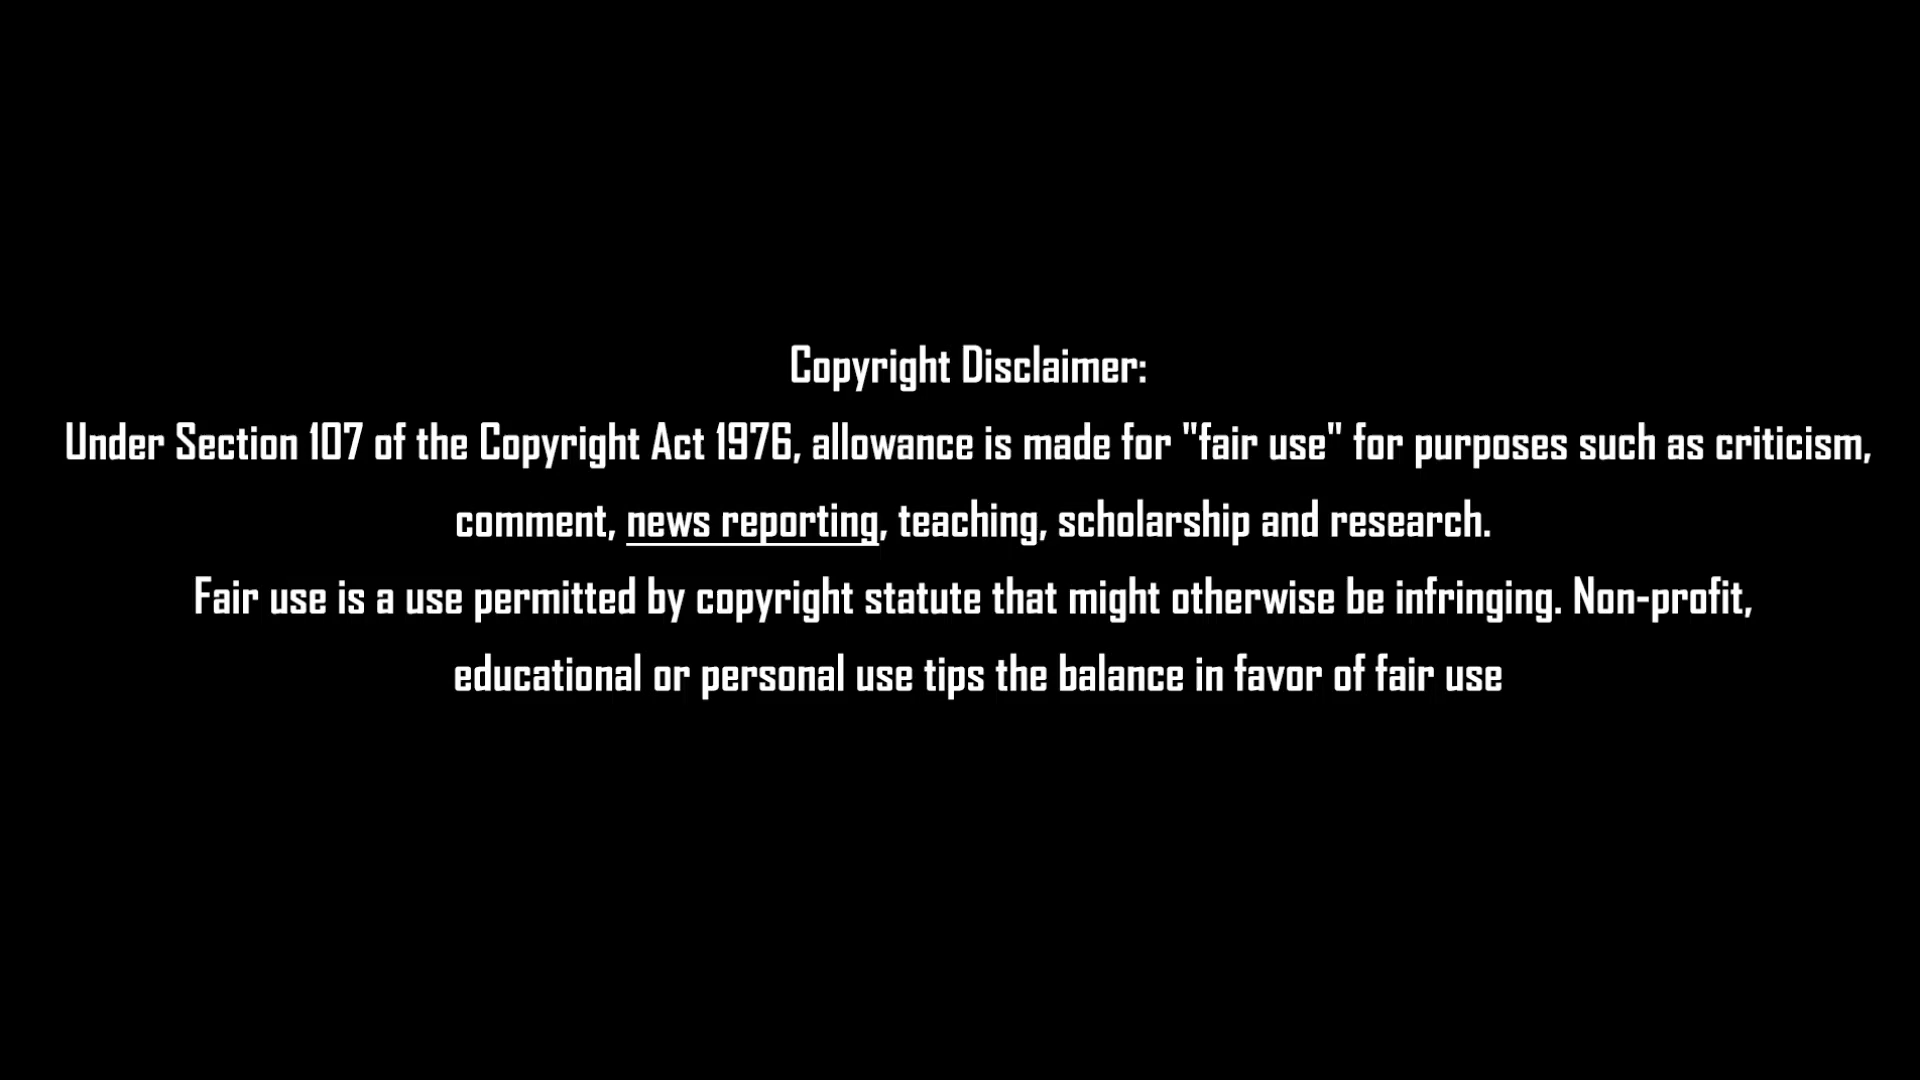 Copyright Disclaimer:
Under Section 107 of the Copyright Act 1976, allowance is made for "fair use" for purposes such as criticism,
comment, news reporting, teaching, scholarship and research.
Fair use is a use permitted by copyright statute that might otherwise be infringing. Non-profit,
educational or personal use tips the balance in favor of fair use